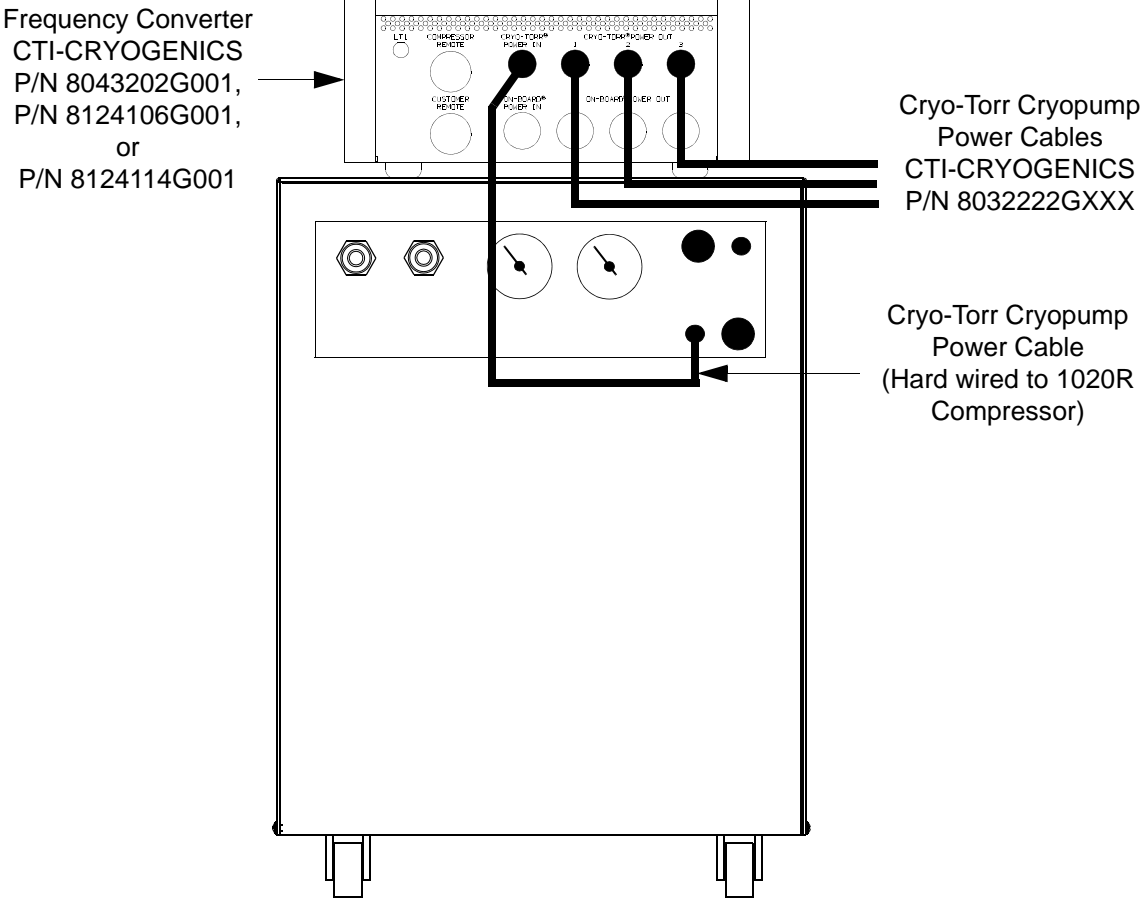 Frequency Converter
CTI-CRYOGENICS
P/N 8043202G001,
P/N 8124106G001,
or
P/N 8124114G001
LT1
COMPRESSOR
REMOTE
CRYO-TORR®
POWER IN
CRYO-TORR®POWER OUT
1 2 3
CUSTOMER
REMOTE
ON-BOARD®
POWER IN
ON-BOARD®POWER OUT
Cryo-Torr Cryopump
Power Cables
CTI-CRYOGENICS
P/N 8032222GXXX
Cryo-Torr Cryopump
Power Cable
(Hard wired to 1020R
Compressor)